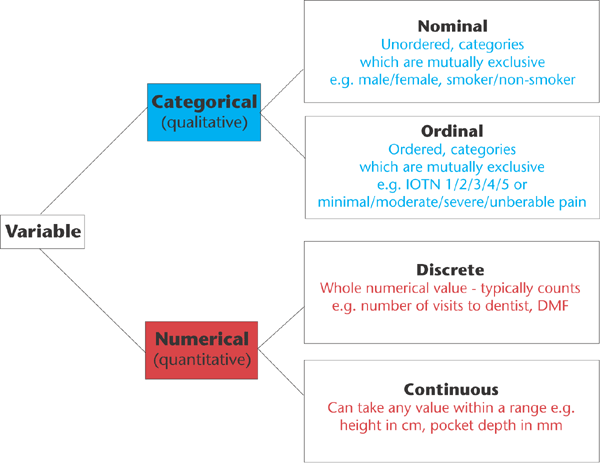 Nominal
Unordered, categories
which are mutually exclusive
e.g. male/female, smoker/non-smoker
Categorical
(qualitative)
Ordinal
Ordered, categories
which are mutually exclusive
e.g. IOTN 1/2/3/4/5 or
minimal/moderate/severe/unberable pain
Variable
Discrete
Whole numerical value - typically counts
e.g. number of visits to dentist, DMF
Numerical
(quantitative)
Continuous
Can take any value within a range e.g.
height in cm, pocket depth in mm